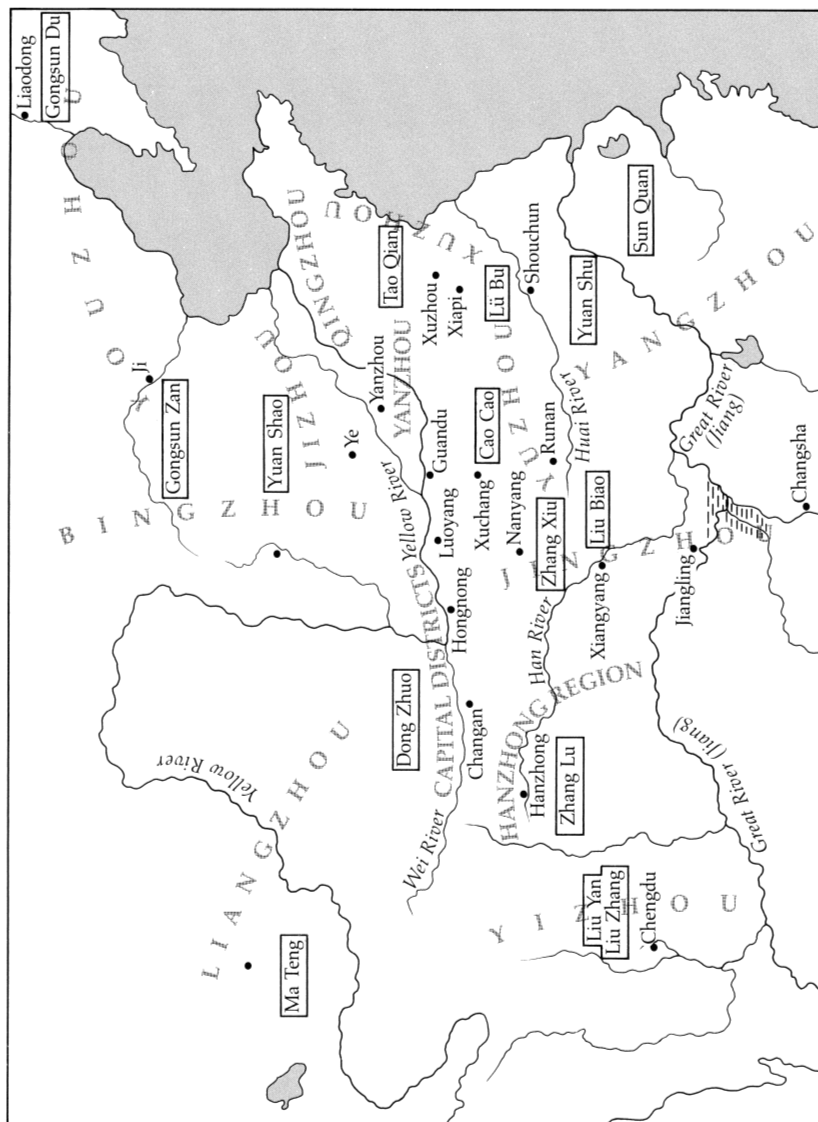 Liaodong
Gongsun Du
YOUZHOU
Ji
Gongsun Zan
BINGZHOU
Yuan Shao
JIZHOU
Ye
QINGZHOU
Yanzhou
YANZHOU
Tao Qian
XUZHOU
Xuzhou
Xiapi
Lü Bu
Shouchun
Yuan Shu
Sun Quan
YANGZHOU
Yellow River
Guandu
Cao Cao
YUZHOU
Runan
Huai River
Luoyang
Xuchang
Nanyang
Zhang Xiu
Liu Biao
JINGZHOU
Great River
(Jiang)
Changsha
Hongnong
CAPITAL DISTRICTS
Dong Zhuo
Changan
Wei River
Han River
Xiangyang
Jiangling
HANZHONG REGION
Hanzhong
Zhang Lu
Great River (Jiang)
Yellow River
LIANGZHOU
Ma Teng
YIZHOU
Liu Yan
Liu Zhang
Chengdu